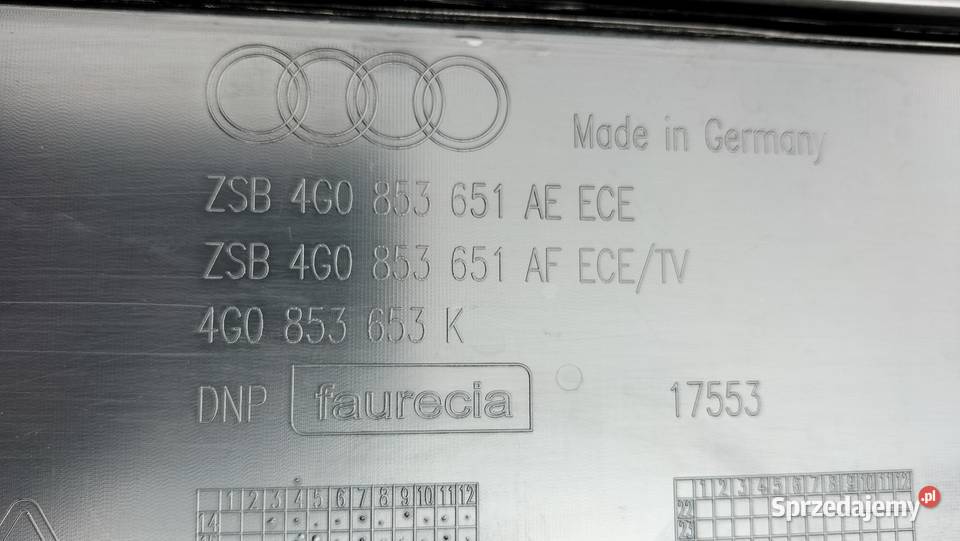 Made in Germany
ZSB 4G0 853 651 AE ECE
ZSB 4G0 853 651 AF ECE/TV
4G0 853 653 K
DNP faurecia 17553
1 2 3 4 5 6 7 8 9 10 11 12
14
1 2 3 4 5 6 7 8 9 10 11 12
22
23
Sprzedajemy .pl